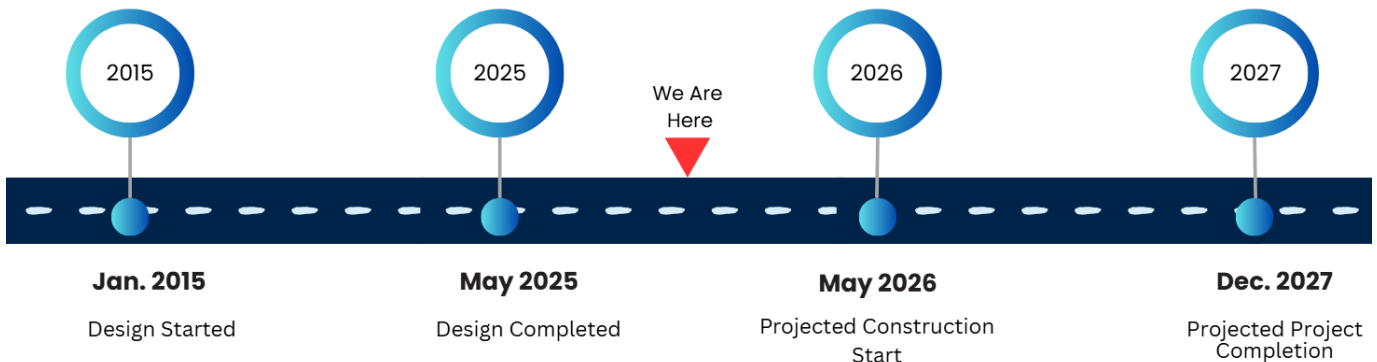 2015
2025
We Are
Here
2026
2027
Jan. 2015
Design Started
May 2025
Design Completed
May 2026
Projected Construction
Start
Dec. 2027
Projected Project
Completion